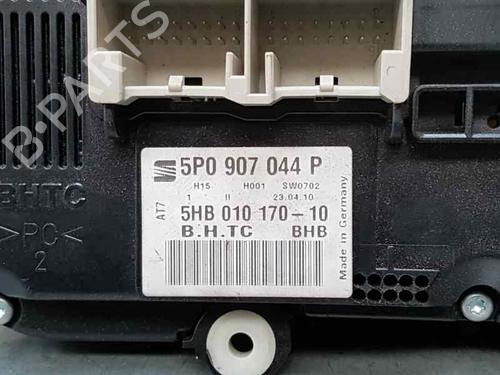 B-PARTS
5P0 907 044 P
H15 H001 SW0702
1 II 23.04.10
AT7
5HB 010 170-10
B.H.TC BHB
Made in Germany
BHTC
>PC<
2